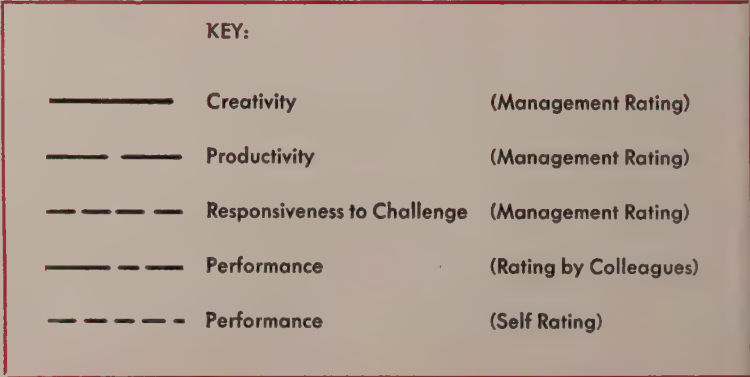 KEY:
Creativity (Management Rating)
Productivity (Management Rating)
Responsiveness to Challenge (Management Rating)
Performance (Rating by Colleagues)
Performance (Self Rating)